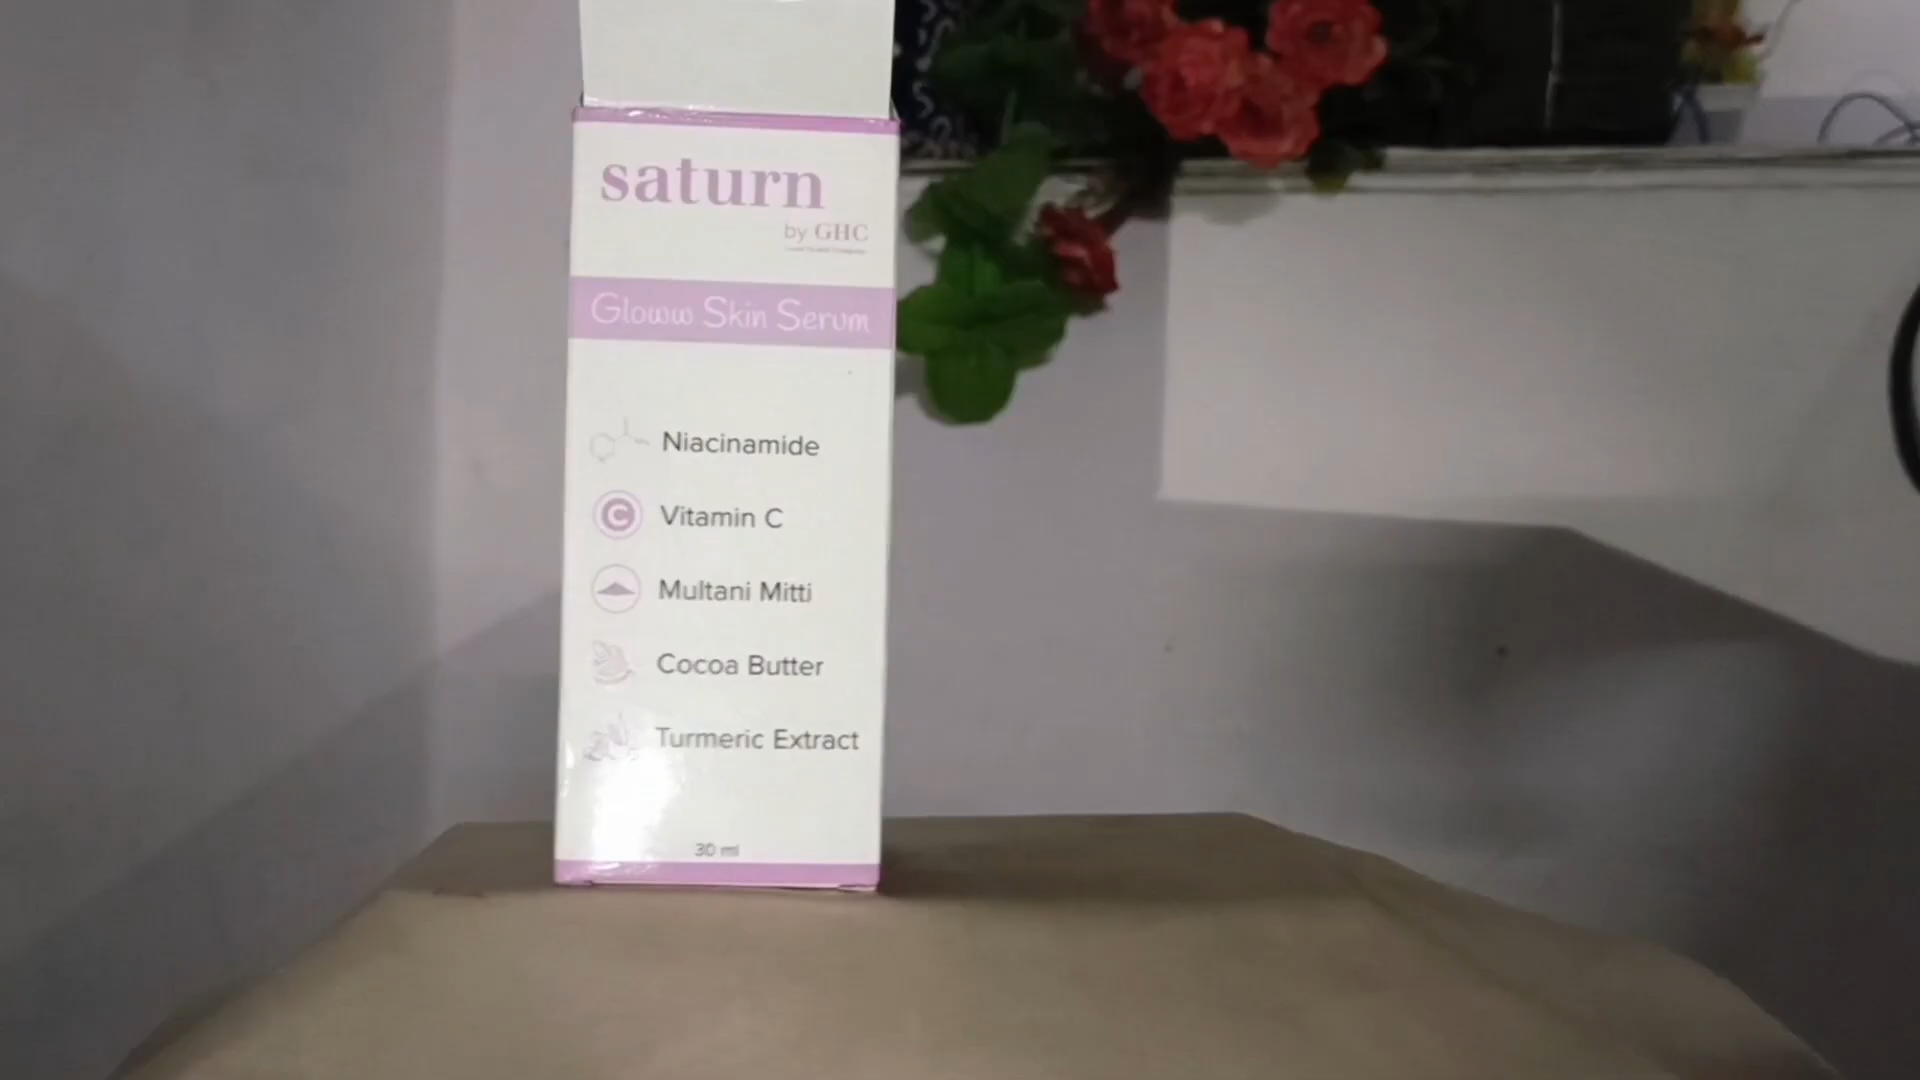 saturn
by GHC
Gloww Skin Serum
Niacinamide
C Vitamin C
Multani Mitti
Cocoa Butter
Turmeric Extract
30 ml